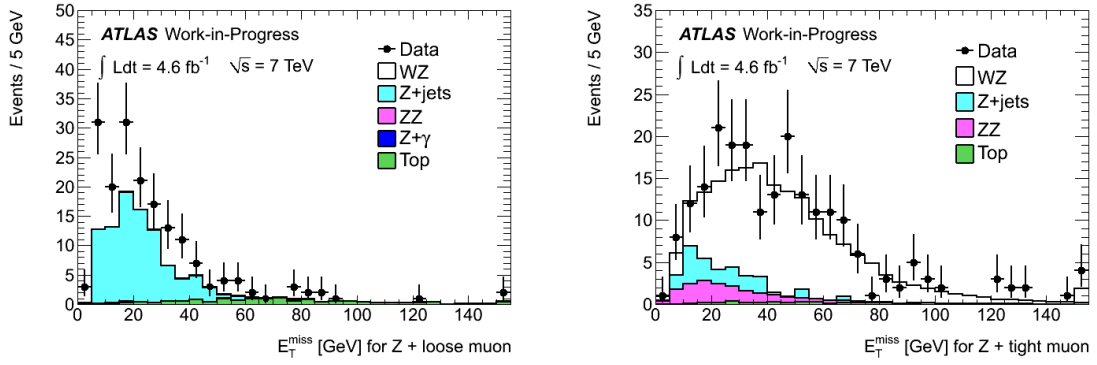 Events / 5 GeV
50
45
40
35
30
25
20
15
10
5
0
ATLAS Work-in-Progress
∫ Ldt = 4.6 fb⁻¹ √s = 7 TeV
Data
WZ
Z+jets
ZZ
Z+γ
Top
0 20 40 60 80 100 120 140
E_T^miss [GeV] for Z + loose muon
Events / 5 GeV
35
30
25
20
15
10
5
0
ATLAS Work-in-Progress
∫ Ldt = 4.6 fb⁻¹ √s = 7 TeV
Data
WZ
Z+jets
ZZ
Top
0 20 40 60 80 100 120 140
E_T^miss [GeV] for Z + tight muon